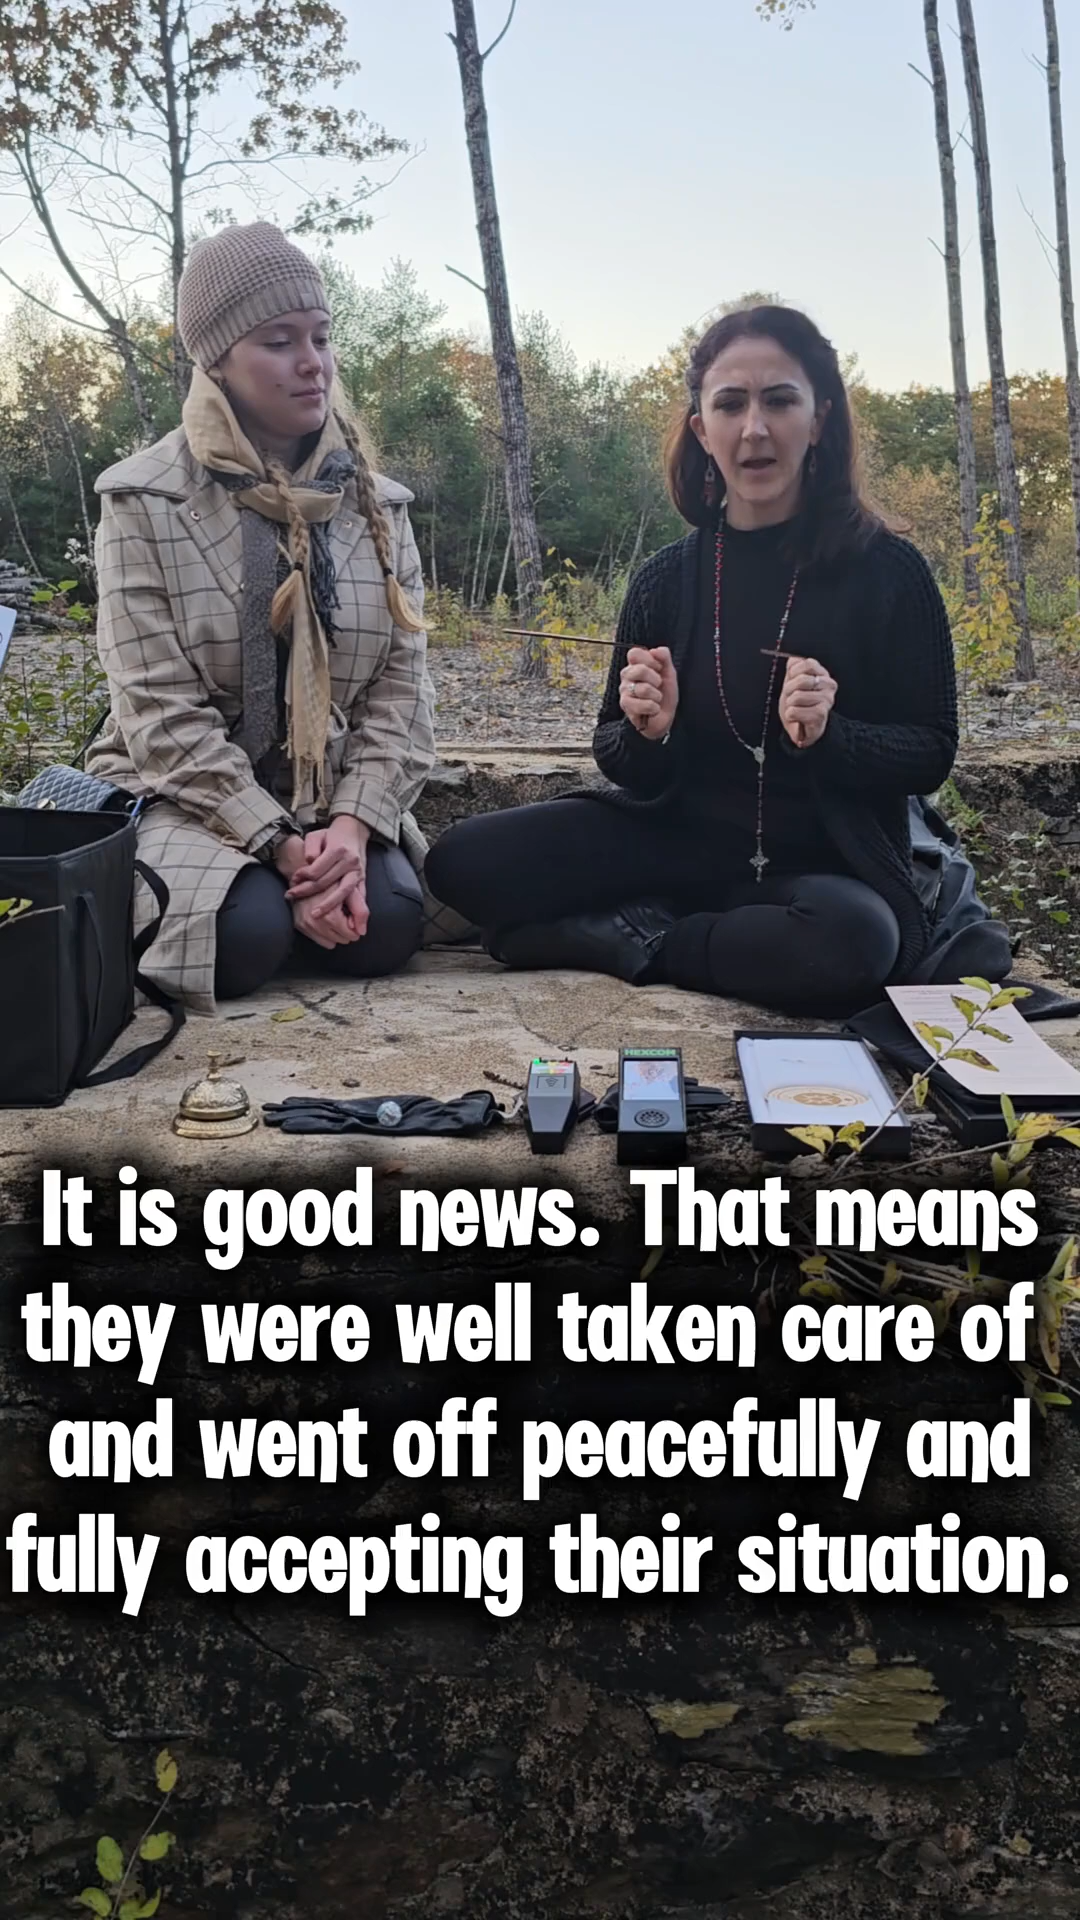 HEXCOM
It is good news. That means
they were well taken care of
and went off peacefully and
fully accepting their situation.